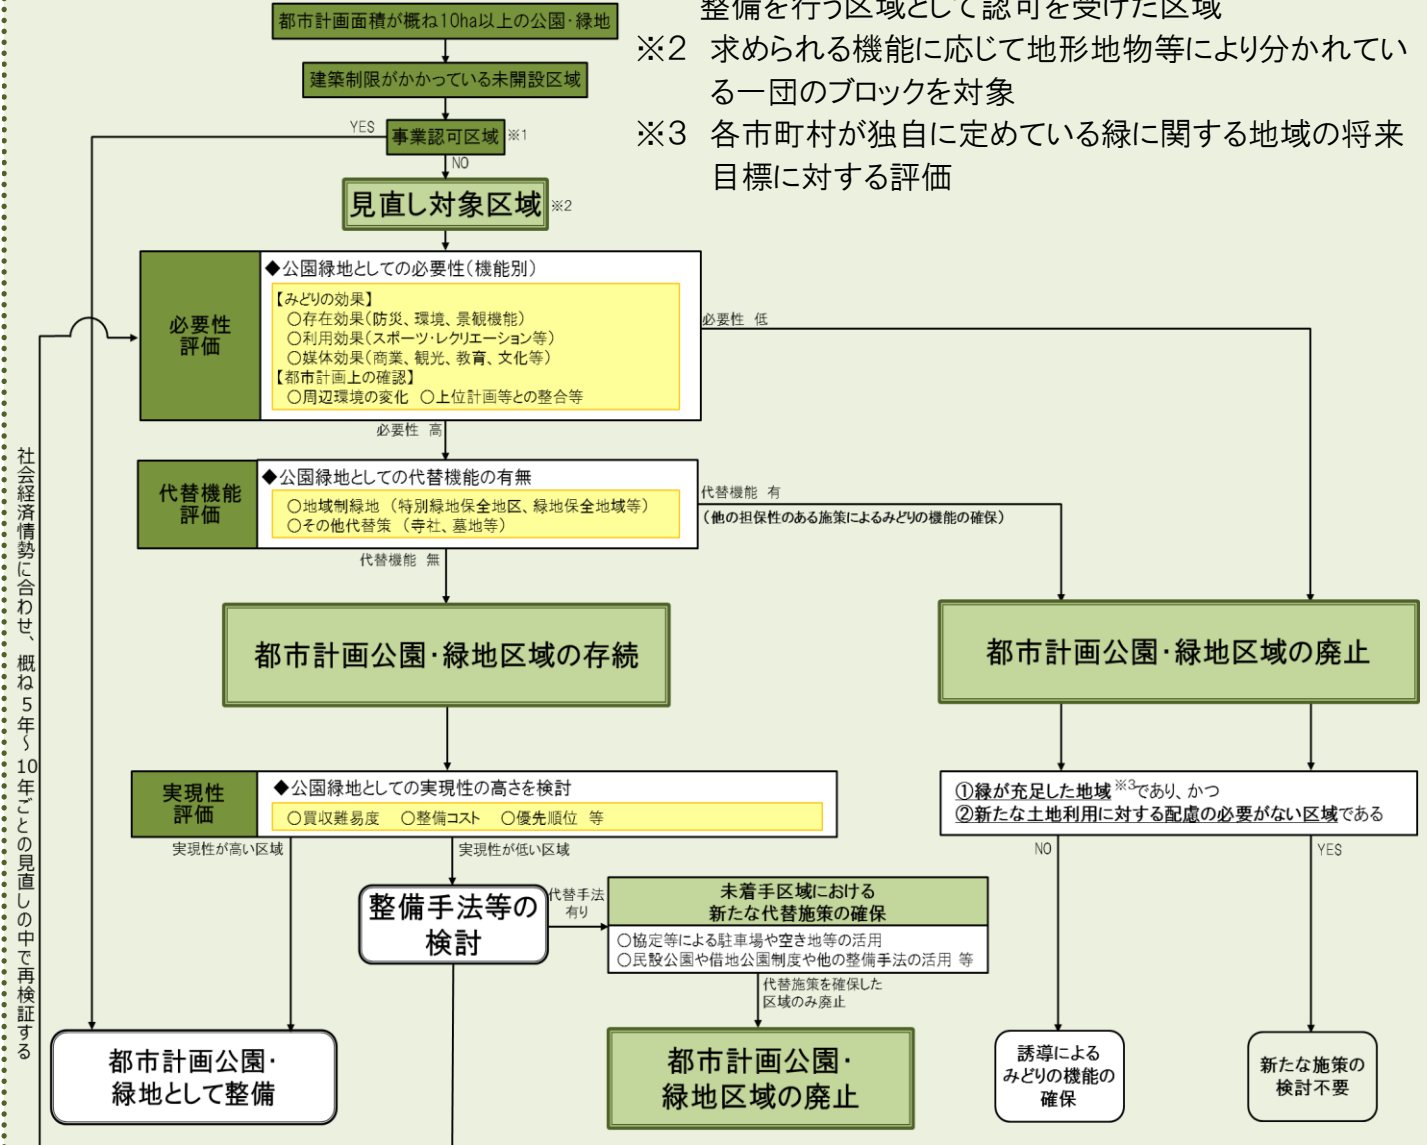 整備を行う区域として認可を受けた区域
※2 求められる機能に応じて地形地物等により分かれてい
る一団のブロックを対象
※3 各市町村が独自に定めている緑に関する地域の将来
目標に対する評価
都市計画面積が概ね10ha以上の公園・緑地
建築制限がかかっている未開設区域
YES
事業認可区域 ※1
NO
見直し対象区域 ※2
必要性
評価
◆公園緑地としての必要性(機能別)
【みどりの効果】
○存在効果(防災、環境、景観機能)
○利用効果(スポーツ・レクリエーション等)
○媒体効果(商業、観光、教育、文化等)
【都市計画上の確認】
○周辺環境の変化 ○上位計画等との整合等
必要性 低
必要性 高
代替機能
評価
◆公園緑地としての代替機能の有無
○地域制緑地 (特別緑地保全地区、緑地保全地域等)
○その他代替策 (寺社、墓地等)
代替機能 有
(他の担保性のある施策によるみどりの機能の確保)
代替機能 無
都市計画公園・緑地区域の存続
都市計画公園・緑地区域の廃止
実現性
評価
◆公園緑地としての実現性の高さを検討
○買収難易度 ○整備コスト ○優先順位 等
①緑が充足した地域※3であり、かつ
②新たな土地利用に対する配慮の必要がない区域である
実現性が高い区域
実現性が低い区域
NO
YES
整備手法等の
検討
代替手法
有り
未着手区域における
新たな代替施策の確保
○協定等による駐車場や空き地等の活用
○民設公園や借地公園制度や他の整備手法の活用 等
代替施策を確保した
区域のみ廃止
都市計画公園・
緑地として整備
都市計画公園・
緑地区域の廃止
誘導による
みどりの機能の
確保
新たな施策の
検討不要
社会経済情勢に合わせ、概ね5年~10年ごとの見直しの中で再検証する